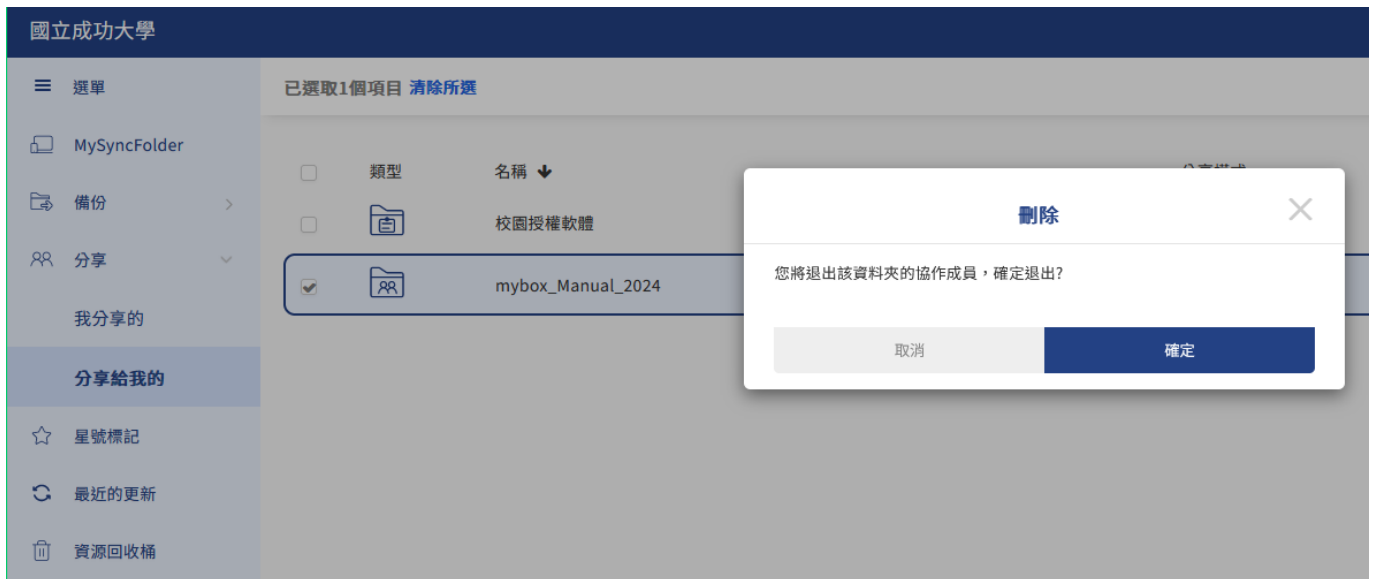 國立成功大學
選單
MySyncFolder
備份
分享
我分享的
分享給我的
星號標記
最近的更新
資源回收桶
已選取1個項目 清除所選
類型 名稱
校園授權軟體
mybox_Manual_2024
刪除
您將退出該資料夾的協作成員，確定退出?
取消 確定